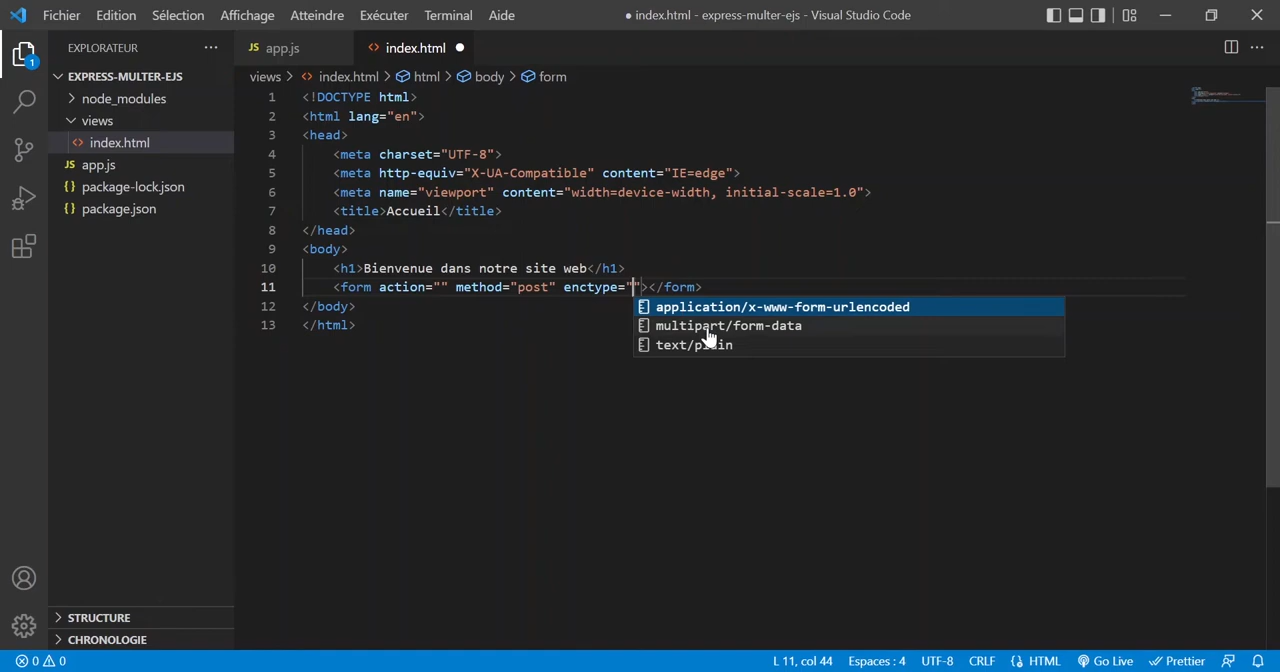 Fichier Edition Sélection Affichage Atteindre Exécuter Terminal Aide
● index.html - express-multer-ejs - Visual Studio Code
EXPLORATEUR
JS app.js
<> index.html ●
EXPRESS-MULTER-EJS
node_modules
views
<> index.html
JS app.js
{} package-lock.json
{} package.json
views > <> index.html > html > body > form
1 <!DOCTYPE html>
2 <html lang="en">
3 <head>
4 <meta charset="UTF-8">
5 <meta http-equiv="X-UA-Compatible" content="IE=edge">
6 <meta name="viewport" content="width=device-width, initial-scale=1.0">
7 <title>Accueil</title>
8 </head>
9 <body>
10 <h1>Bienvenue dans notre site web</h1>
11 <form action="" method="post" enctype=""></form>
12 </body>
13 </html>
application/x-www-form-urlencoded
multipart/form-data
text/plain
1
STRUCTURE
CHRONOLOGIE
0 0 L 11, col 44 Espaces : 4 UTF-8 CRLF {} HTML Go Live Prettier